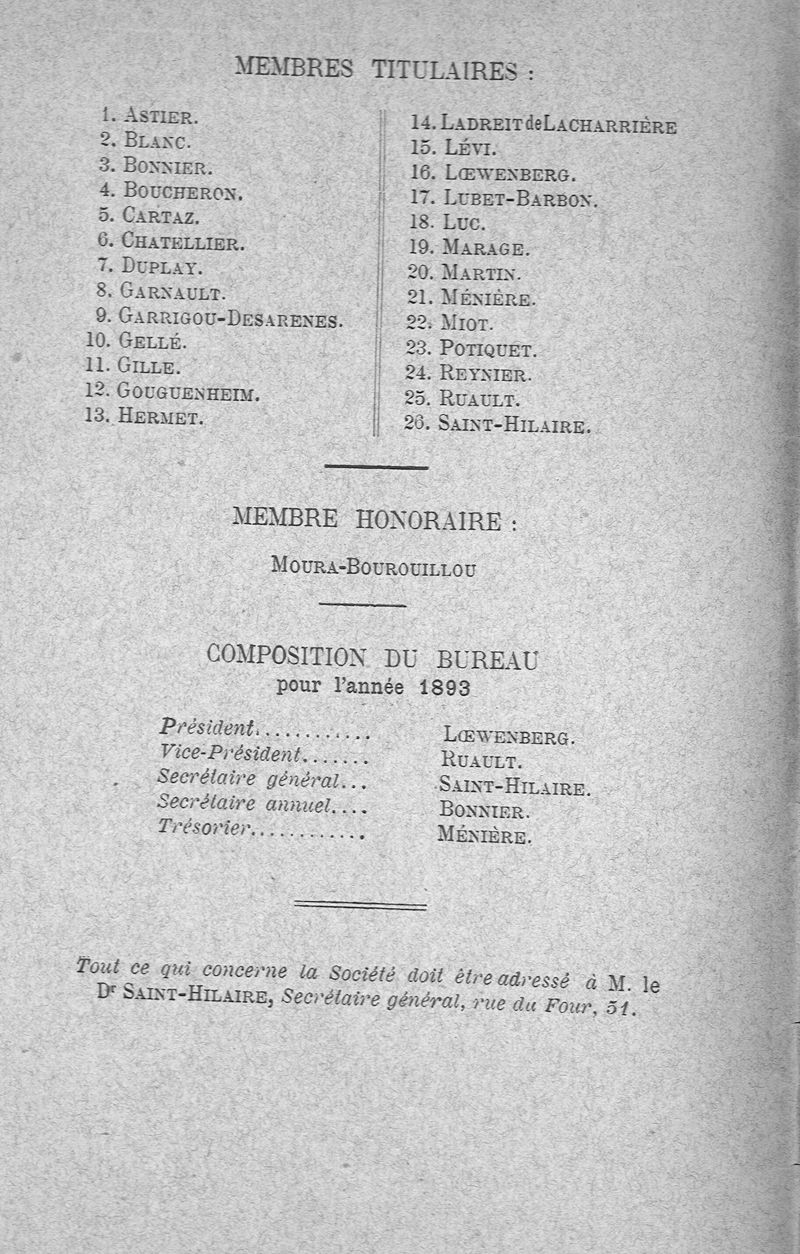 MEMBRES TITULAIRES :
1. ASTIER.
2. BLANC.
3. BONNIER.
4. BOUCHERON.
5. CARTAZ.
6. CHATELLIER.
7. DUPLAY.
8. GARNAULT.
9. GARRIGOU-DESARENES.
10. GELLÉ.
11. GILLE.
12. GOUGUENHEIM.
13. HERMET.
14. LADREIT de LACHARRIÈRE
15. LÉVI.
16. LŒWENBERG.
17. LUBET-BARBON.
18. LUC.
19. MARAGE.
20. MARTIN.
21. MÉNIÈRE.
22. MIOT.
23. POTIQUET.
24. REYNIER.
25. RUAULT.
26. SAINT-HILAIRE.
MEMBRE HONORAIRE :
MOURA-BOUROUILLOU
COMPOSITION DU BUREAU
pour l'année 1893
Président............ LŒWENBERG.
Vice-Président....... RUAULT.
Secrétaire général... SAINT-HILAIRE.
Secrétaire annuel.... BONNIER.
Trésorier............ MÉNIÈRE.
Tout ce qui concerne la Société doit être adressé à M. le
Dr SAINT-HILAIRE, Secrétaire général, rue du Four, 51.